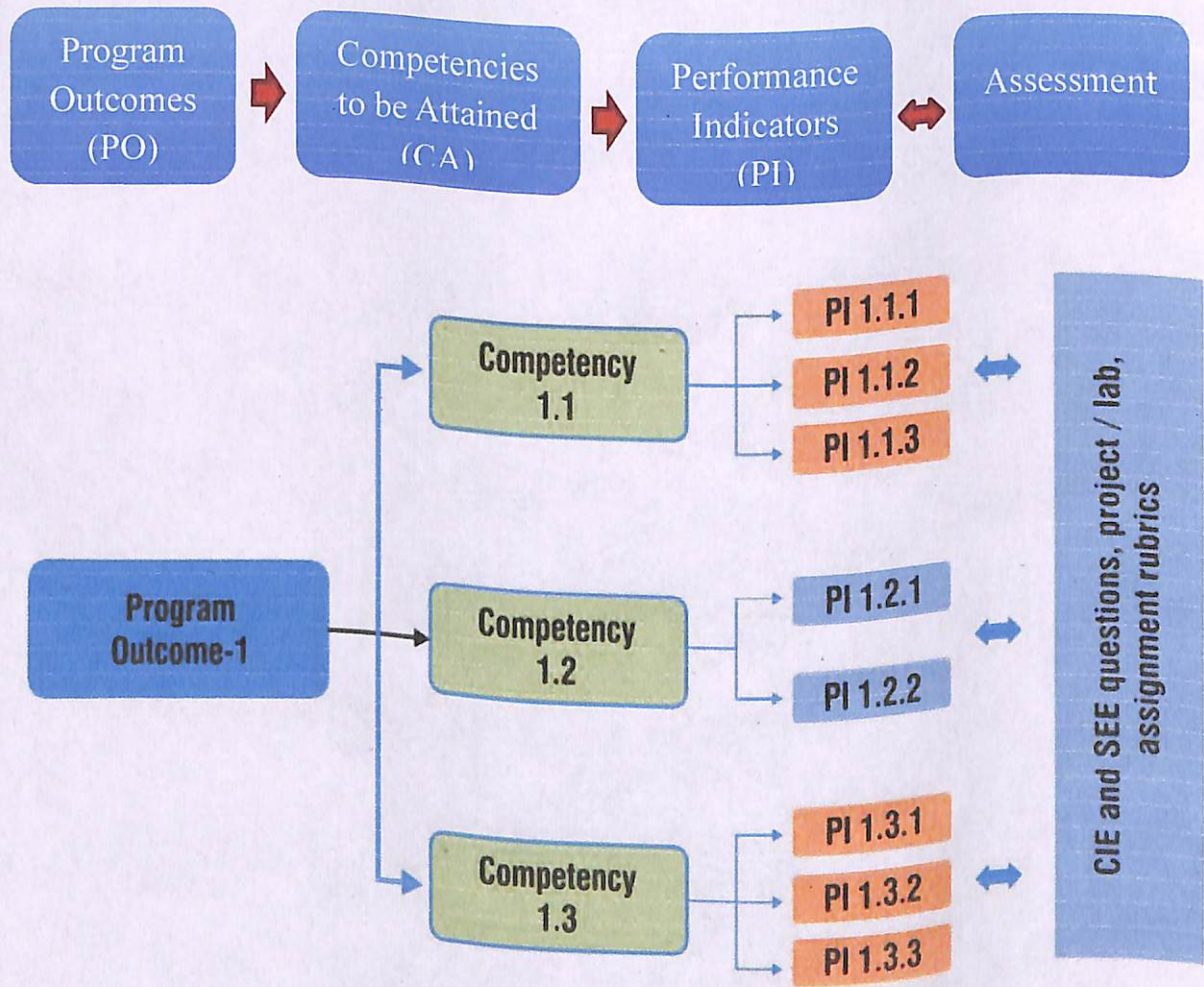 Program
Outcomes
(PO)
Competencies
to be Attained
(CA)
Performance
Indicators
(PI)
Assessment
Program
Outcome-1
Competency
1.1
PI 1.1.1
PI 1.1.2
PI 1.1.3
Competency
1.2
PI 1.2.1
PI 1.2.2
Competency
1.3
PI 1.3.1
PI 1.3.2
PI 1.3.3
CIE and SEE questions, project / lab,
assignment rubrics